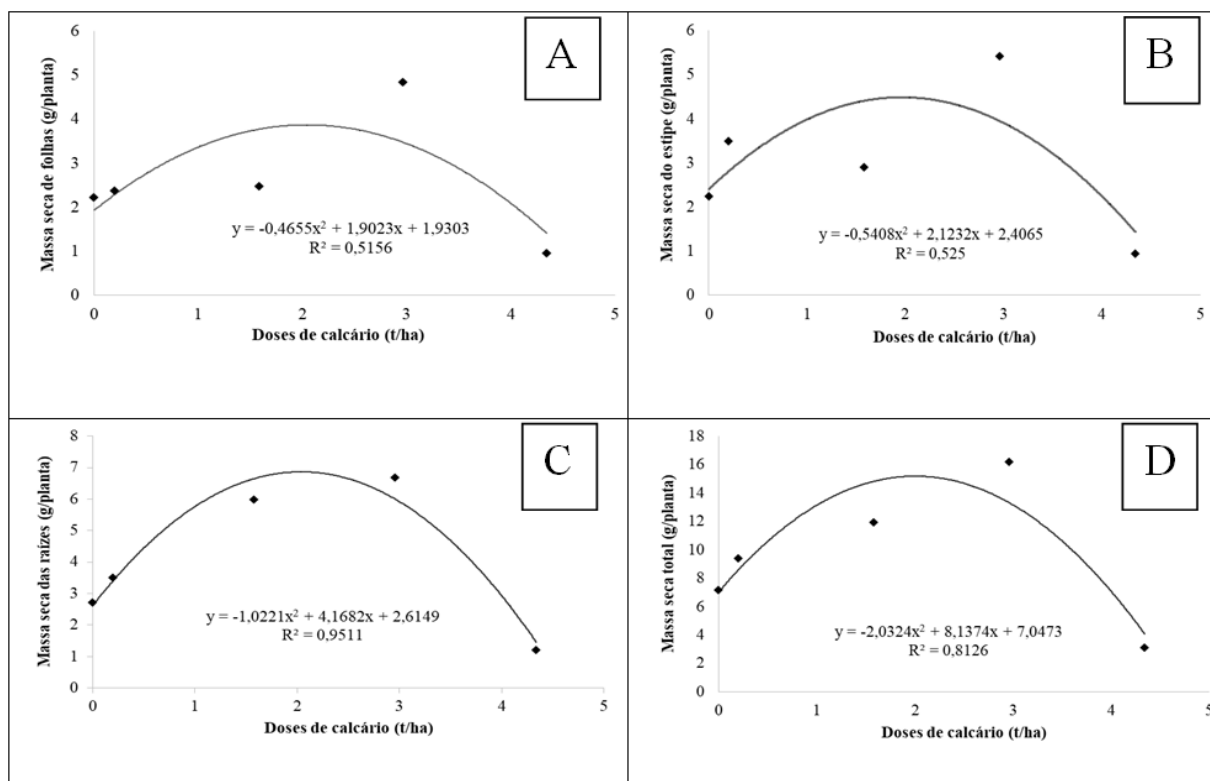 A
Massa seca de folhas (g/planta)
6
5
4
3
2
1
0
y = -0,4655x² + 1,9023x + 1,9303
R² = 0,5156
0 1 2 3 4 5
Doses de calcário (t/ha)
B
Massa seca do estipe (g/planta)
6
5
4
3
2
1
0
y = -0,5408x² + 2,1232x + 2,4065
R² = 0,525
0 1 2 3 4 5
Doses de calcário (t/ha)
C
Massa seca das raízes (g/planta)
8
7
6
5
4
3
2
1
0
y = -1,0221x² + 4,1682x + 2,6149
R² = 0,9511
0 1 2 3 4 5
Doses de calcário (t/ha)
D
Massa seca total (g/planta)
18
16
14
12
10
8
6
4
2
0
y = -2,0324x² + 8,1374x + 7,0473
R² = 0,8126
0 1 2 3 4 5
Doses de calcário (t/ha)